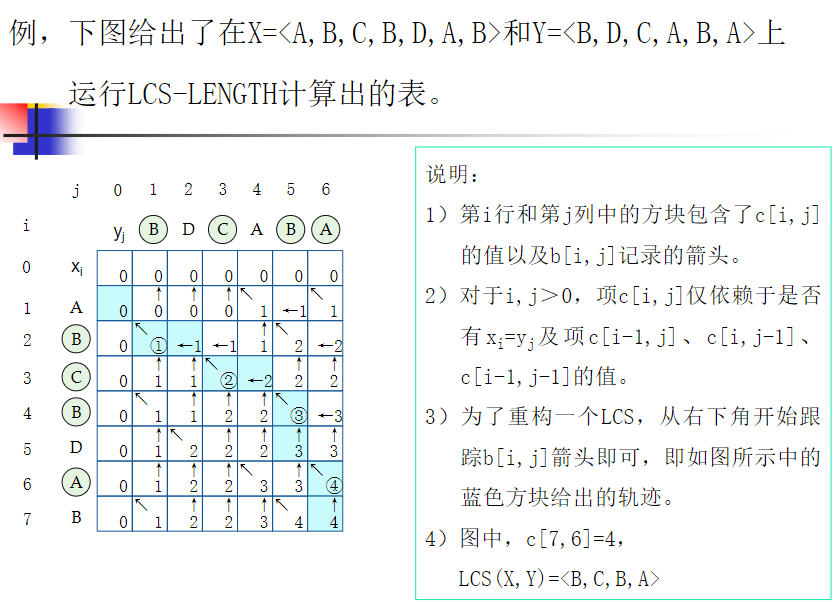 例，下图给出了在X=<A,B,C,B,D,A,B>和Y=<B,D,C,A,B,A>上
运行LCS-LENGTH计算出的表。
j 0 1 2 3 4 5 6
i yj B D C A B A
0 xi 0 0 0 0 0 0 0
1 A 0 ↑0 ↑0 ↑0 ↖1 ←1 ↖1
2 B 0 ↖① ←1 ←1 ↑1 ↖2 ←2
3 C 0 ↑1 ↑1 ↖② ←2 ↑2 ↑2
4 B 0 ↖1 ↑1 ↑2 ↑2 ↖③ ←3
5 D 0 ↑1 ↖2 ↑2 ↑2 ↑3 ↑3
6 A 0 ↑1 ↑2 ↑2 ↖3 ↑3 ↖④
7 B 0 ↖1 ↑2 ↑2 ↑3 ↖4 ↑4
说明：
1）第i行和第j列中的方块包含了c[i,j]
的值以及b[i,j]记录的箭头。
2）对于i,j＞0，项c[i,j]仅依赖于是否
有xi=yj及项c[i-1,j]、c[i,j-1]、
c[i-1,j-1]的值。
3）为了重构一个LCS，从右下角开始跟
踪b[i,j]箭头即可，即如图所示中的
蓝色方块给出的轨迹。
4）图中，c[7,6]=4，
LCS(X,Y)=<B,C,B,A>